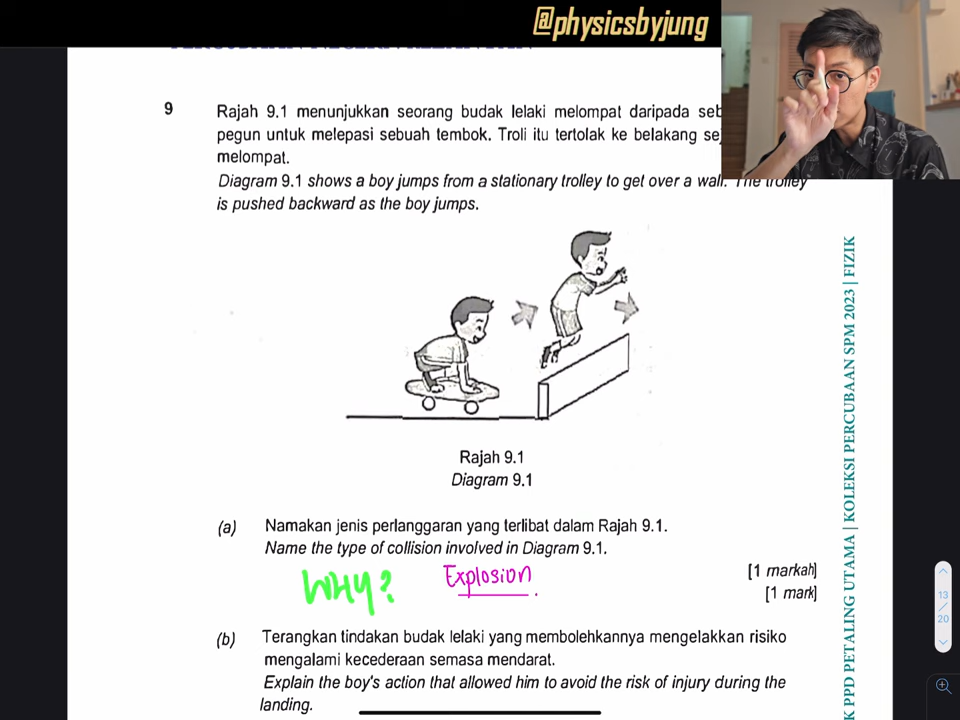 @physicsbyjung
9 Rajah 9.1 menunjukkan seorang budak lelaki melompat daripada
pegun untuk melepasi sebuah tembok. Troli itu tertolak ke belakang
melompat.
Diagram 9.1 shows a boy jumps from a stationary trolley to get over a wall. The trolley
is pushed backward as the boy jumps.
Rajah 9.1
Diagram 9.1
(a) Namakan jenis perlanggaran yang terlibat dalam Rajah 9.1.
Name the type of collision involved in Diagram 9.1.
WHY? Explosion.
[1 markah]
[1 mark]
(b) Terangkan tindakan budak lelaki yang membolehkannya mengelakkan risiko
mengalami kecederaan semasa mendarat.
Explain the boy's action that allowed him to avoid the risk of injury during the
landing.
K PPD PETALING UTAMA | KOLEKSI PERCUBAAN SPM 2023 | FIZIK
13
/
20